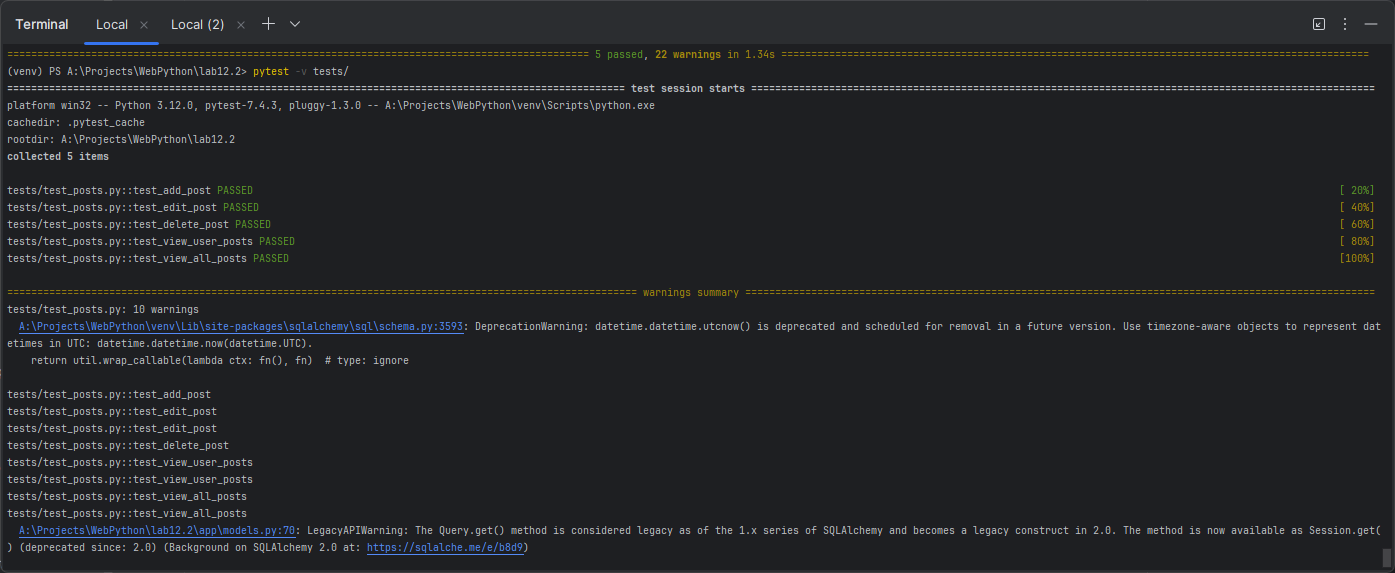 Terminal Local × Local (2) × +
============================================================================================= 5 passed, 22 warnings in 1.34s ==============================================================================================
(venv) PS A:\Projects\WebPython\lab12.2> pytest -v tests/
======================================================================================================= test session starts ========================================================================================================
platform win32 -- Python 3.12.0, pytest-7.4.3, pluggy-1.3.0 -- A:\Projects\WebPython\venv\Scripts\python.exe
cachedir: .pytest_cache
rootdir: A:\Projects\WebPython\lab12.2
collected 5 items
tests/test_posts.py::test_add_post PASSED [ 20%]
tests/test_posts.py::test_edit_post PASSED [ 40%]
tests/test_posts.py::test_delete_post PASSED [ 60%]
tests/test_posts.py::test_view_user_posts PASSED [ 80%]
tests/test_posts.py::test_view_all_posts PASSED [100%]
========================================================================================================= warnings summary =========================================================================================================
tests/test_posts.py: 10 warnings
A:\Projects\WebPython\venv\Lib\site-packages\sqlalchemy\sql\schema.py:3593: DeprecationWarning: datetime.datetime.utcnow() is deprecated and scheduled for removal in a future version. Use timezone-aware objects to represent dat
etimes in UTC: datetime.datetime.now(datetime.UTC).
return util.wrap_callable(lambda ctx: fn(), fn)  # type: ignore
tests/test_posts.py::test_add_post
tests/test_posts.py::test_edit_post
tests/test_posts.py::test_edit_post
tests/test_posts.py::test_delete_post
tests/test_posts.py::test_view_user_posts
tests/test_posts.py::test_view_user_posts
tests/test_posts.py::test_view_all_posts
tests/test_posts.py::test_view_all_posts
A:\Projects\WebPython\lab12.2\app\models.py:70: LegacyAPIWarning: The Query.get() method is considered legacy as of the 1.x series of SQLAlchemy and becomes a legacy construct in 2.0. The method is now available as Session.get(
) (deprecated since: 2.0) (Background on SQLAlchemy 2.0 at: https://sqlalche.me/e/b8d9)